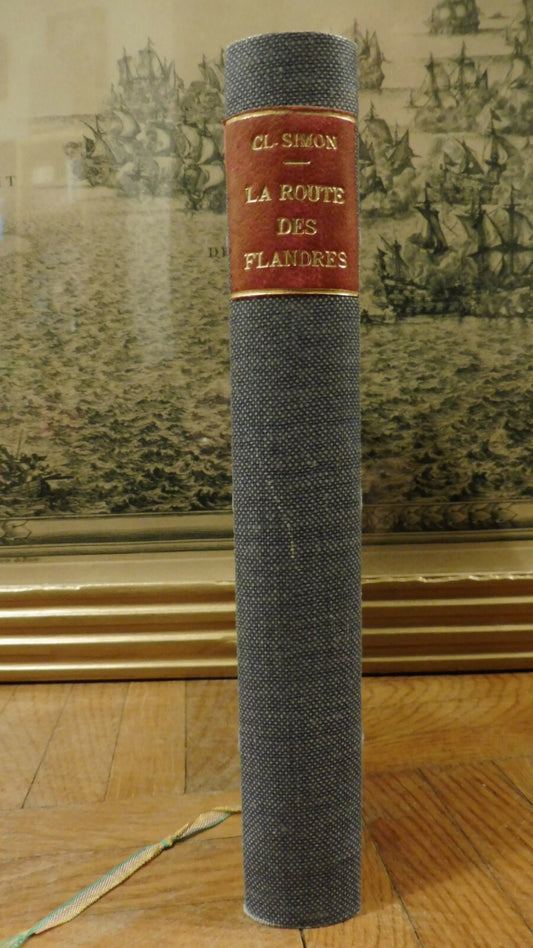 CL-SIMON
LA ROUTE
DES
FLANDRES